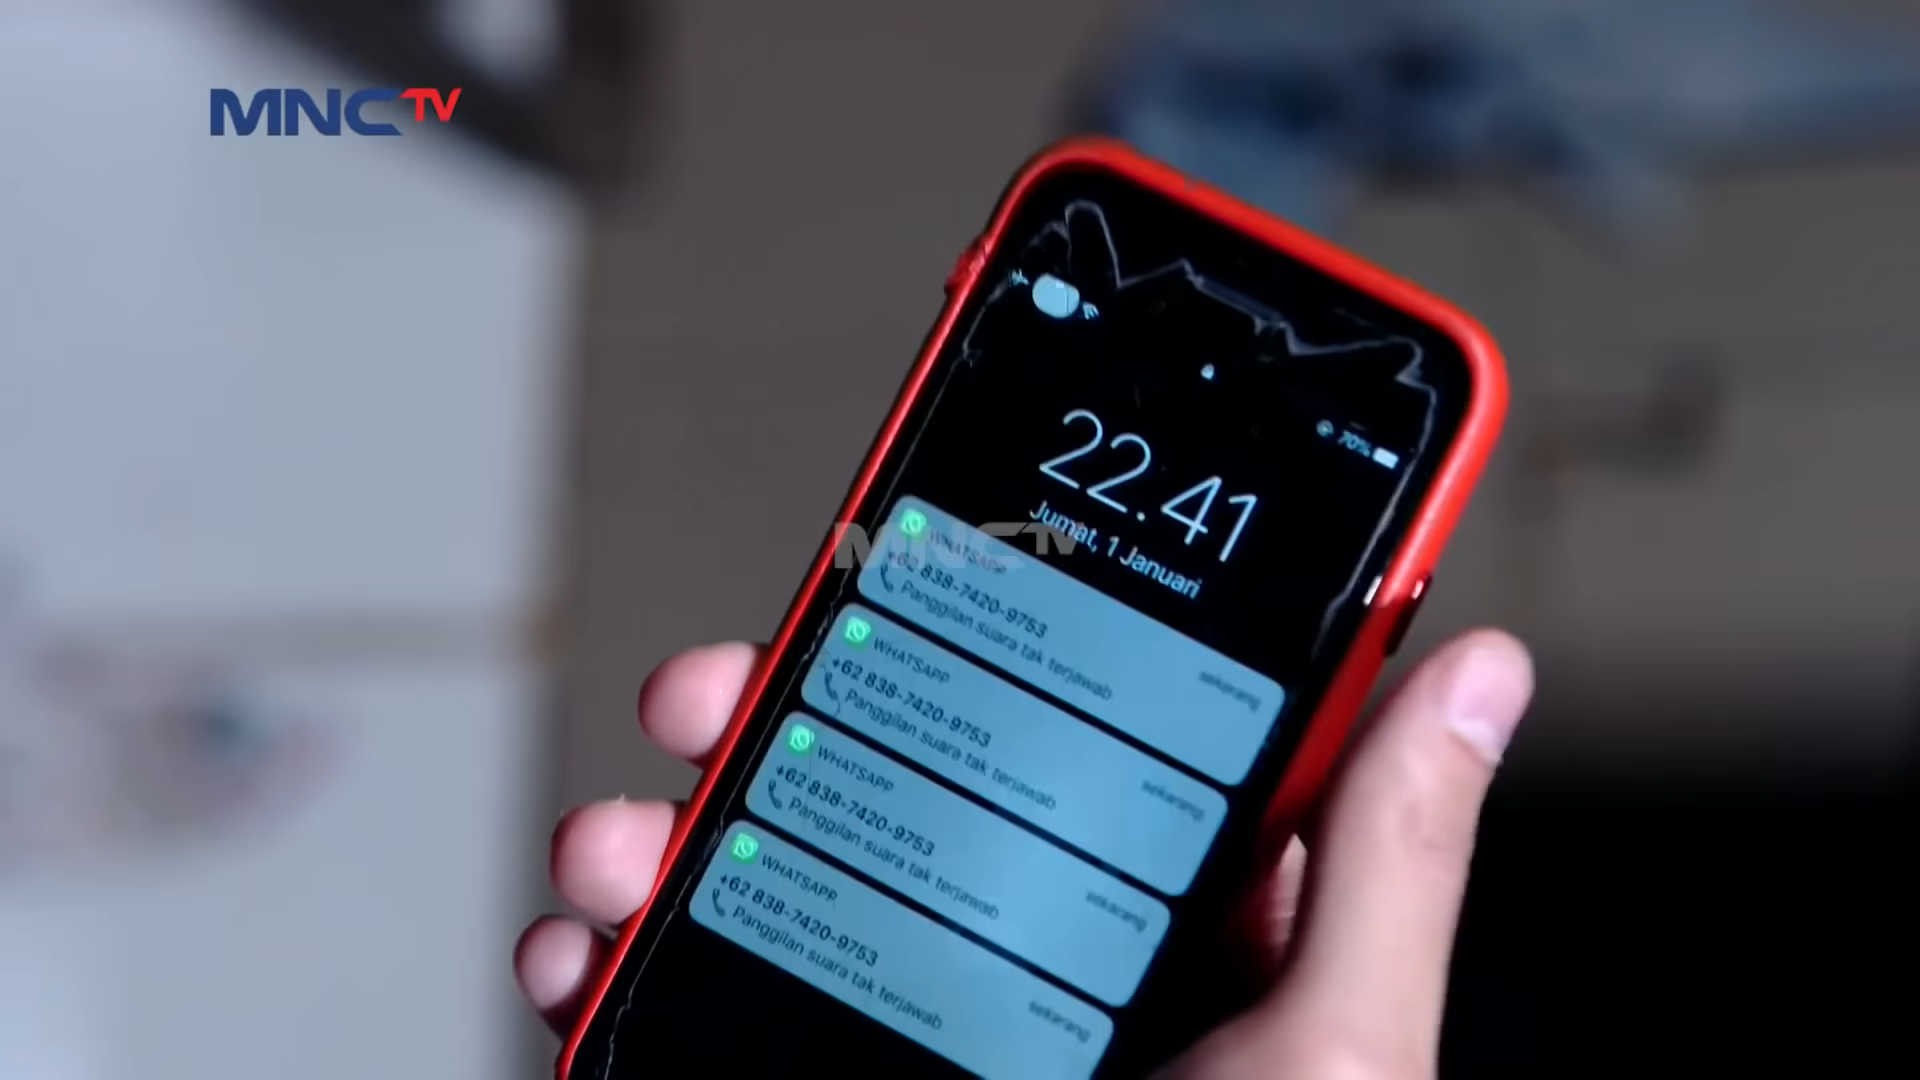 MNCTV
70%
22.41
Jumat, 1 Januari
MNCTV
WHATSAPP
+62 838-7420-9753
Panggilan suara tak terjawab
sekarang
WHATSAPP
+62 838-7420-9753
Panggilan suara tak terjawab
sekarang
WHATSAPP
+62 838-7420-9753
Panggilan suara tak terjawab
sekarang
WHATSAPP
+62 838-7420-9753
Panggilan suara tak terjawab
sekarang